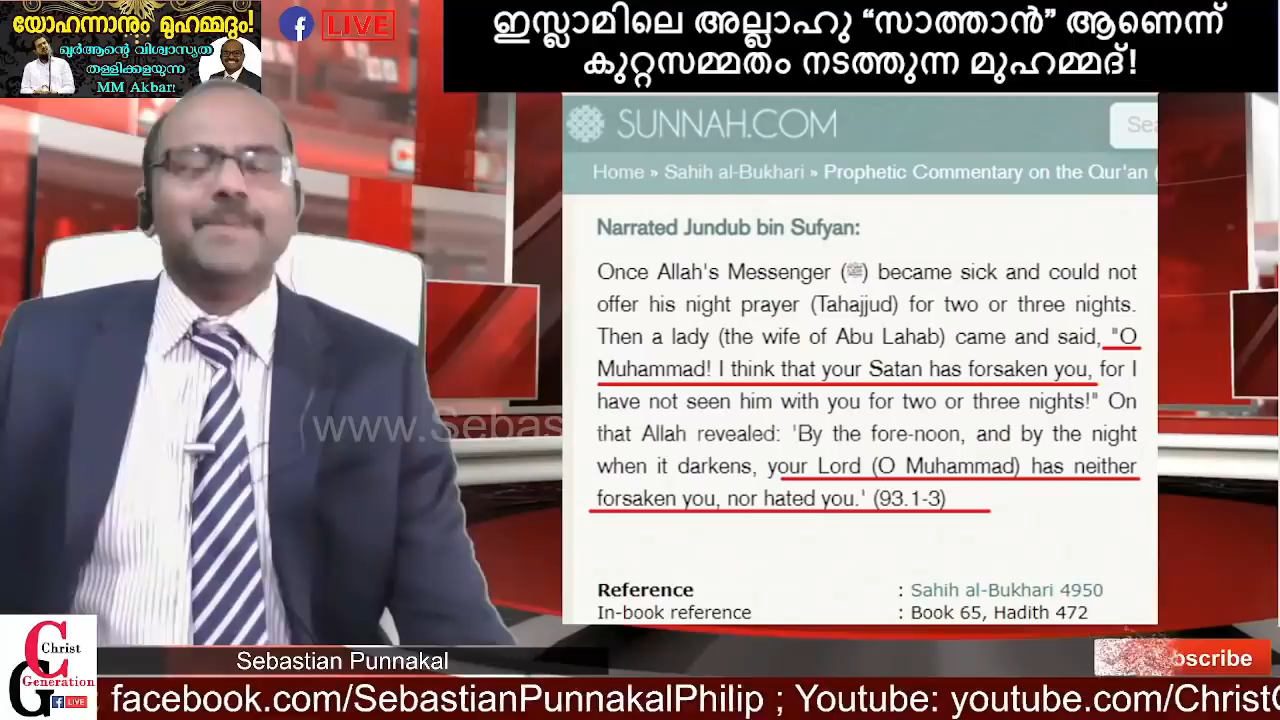 യോഹന്നാനും മുഹമ്മദും!
ഖുർആന്റെ വിശ്വാസ്യത
തള്ളിക്കളയുന്ന
MM Akbar!
f LIVE
ഇസ്ലാമിലെ അല്ലാഹു “സാത്താൻ” ആണെന്ന്
കുറ്റസമ്മതം നടത്തുന്ന മുഹമ്മദ്!
SUNNAH.COM
Home » Sahih al-Bukhari » Prophetic Commentary on the Qur'an (
Narrated Jundub bin Sufyan:
Once Allah's Messenger (ﷺ) became sick and could not
offer his night prayer (Tahajjud) for two or three nights.
Then a lady (the wife of Abu Lahab) came and said, "O
Muhammad! I think that your Satan has forsaken you, for I
have not seen him with you for two or three nights!" On
that Allah revealed: 'By the fore-noon, and by the night
when it darkens, your Lord (O Muhammad) has neither
forsaken you, nor hated you.' (93.1-3)
www.Sebas
Reference : Sahih al-Bukhari 4950
In-book reference : Book 65, Hadith 472
Christ
Generation
f LIVE
Sebastian Punnakal
bscribe
facebook.com/SebastianPunnakalPhilip , Youtube: youtube.com/ChristG